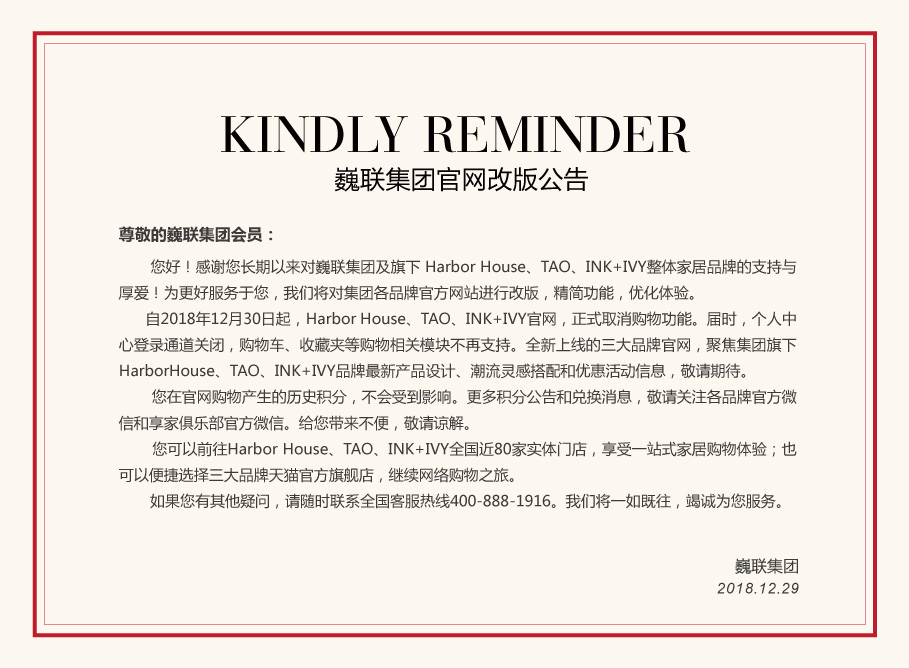 KINDLY REMINDER
巍联集团官网改版公告
尊敬的巍联集团会员：
您好！感谢您长期以来对巍联集团及旗下 Harbor House、TAO、INK+IVY整体家居品牌的支持与
厚爱！为更好服务于您，我们将对集团各品牌官方网站进行改版，精简功能，优化体验。
自2018年12月30日起，Harbor House、TAO、INK+IVY官网，正式取消购物功能。届时，个人中
心登录通道关闭，购物车、收藏夹等购物相关模块不再支持。全新上线的三大品牌官网，聚焦集团旗下
HarborHouse、TAO、INK+IVY品牌最新产品设计、潮流灵感搭配和优惠活动信息，敬请期待。
您在官网购物产生的历史积分，不会受到影响。更多积分公告和兑换消息，敬请关注各品牌官方微
信和享家俱乐部官方微信。给您带来不便，敬请谅解。
您可以前往Harbor House、TAO、INK+IVY全国近80家实体门店，享受一站式家居购物体验；也
可以便捷选择三大品牌天猫官方旗舰店，继续网络购物之旅。
如果您有其他疑问，请随时联系全国客服热线400-888-1916。我们将一如既往，竭诚为您服务。
巍联集团
2018.12.29